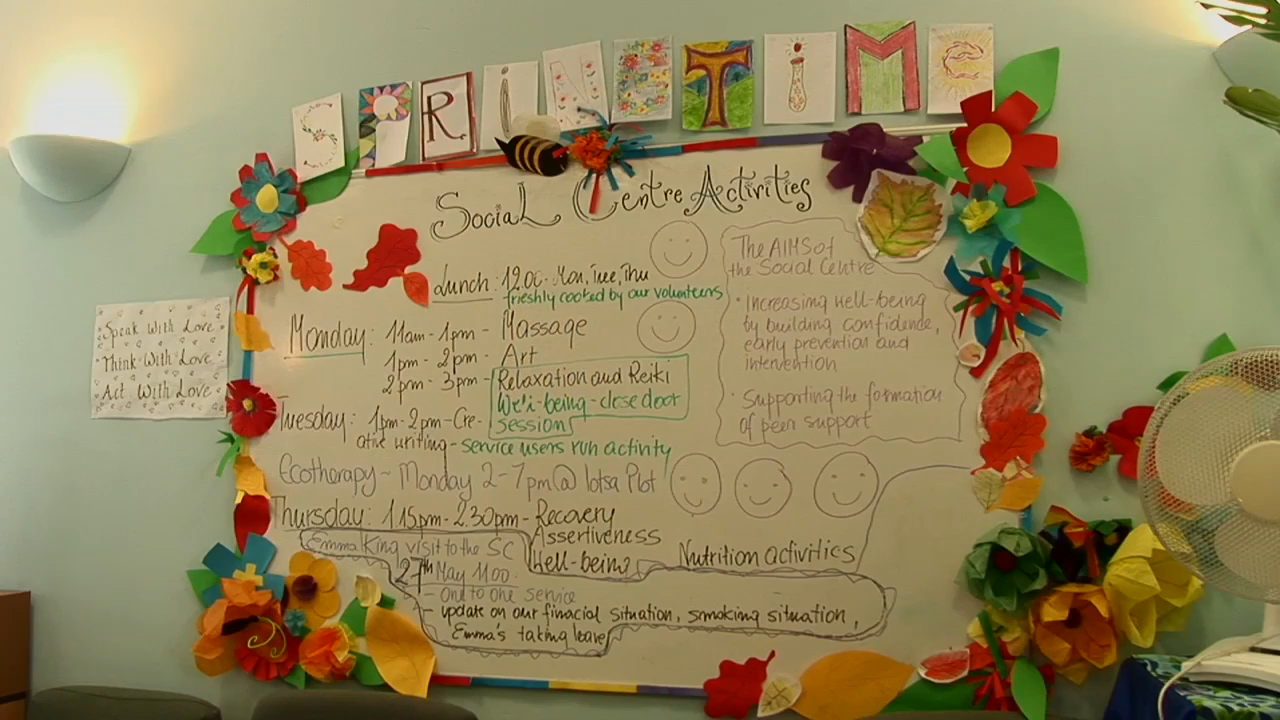 SPRING TIME
Social Centre Activities
Lunch: 12.00 - Mon, Tue, Thu
freshly cooked by our volunteers
Monday: 11am - 1pm - Massage
1pm - 2pm - Art
2pm - 3pm - Relaxation and Reiki
We'l-being - close door
session
Tuesday: 1pm - 2pm - Cre-
ative writing - service users run activity
Ecotherapy - Monday 2-7pm @ lotsa Plot
Thursday: 1.15pm - 2.30pm - Recovery
Assertiveness
Well-being
Nutrition activities
Emma King visit to the SC
27th May 11.00
- One to one service
- update on our finacial situation, smoking situation,
Emma's taking leave
The AIMS of
the Social Centre
• Increasing well-being
by building confidence,
early prevention and
intervention
• Supporting the formation
of peer support
• Speak With Love
• Think With Love
• Act With Love